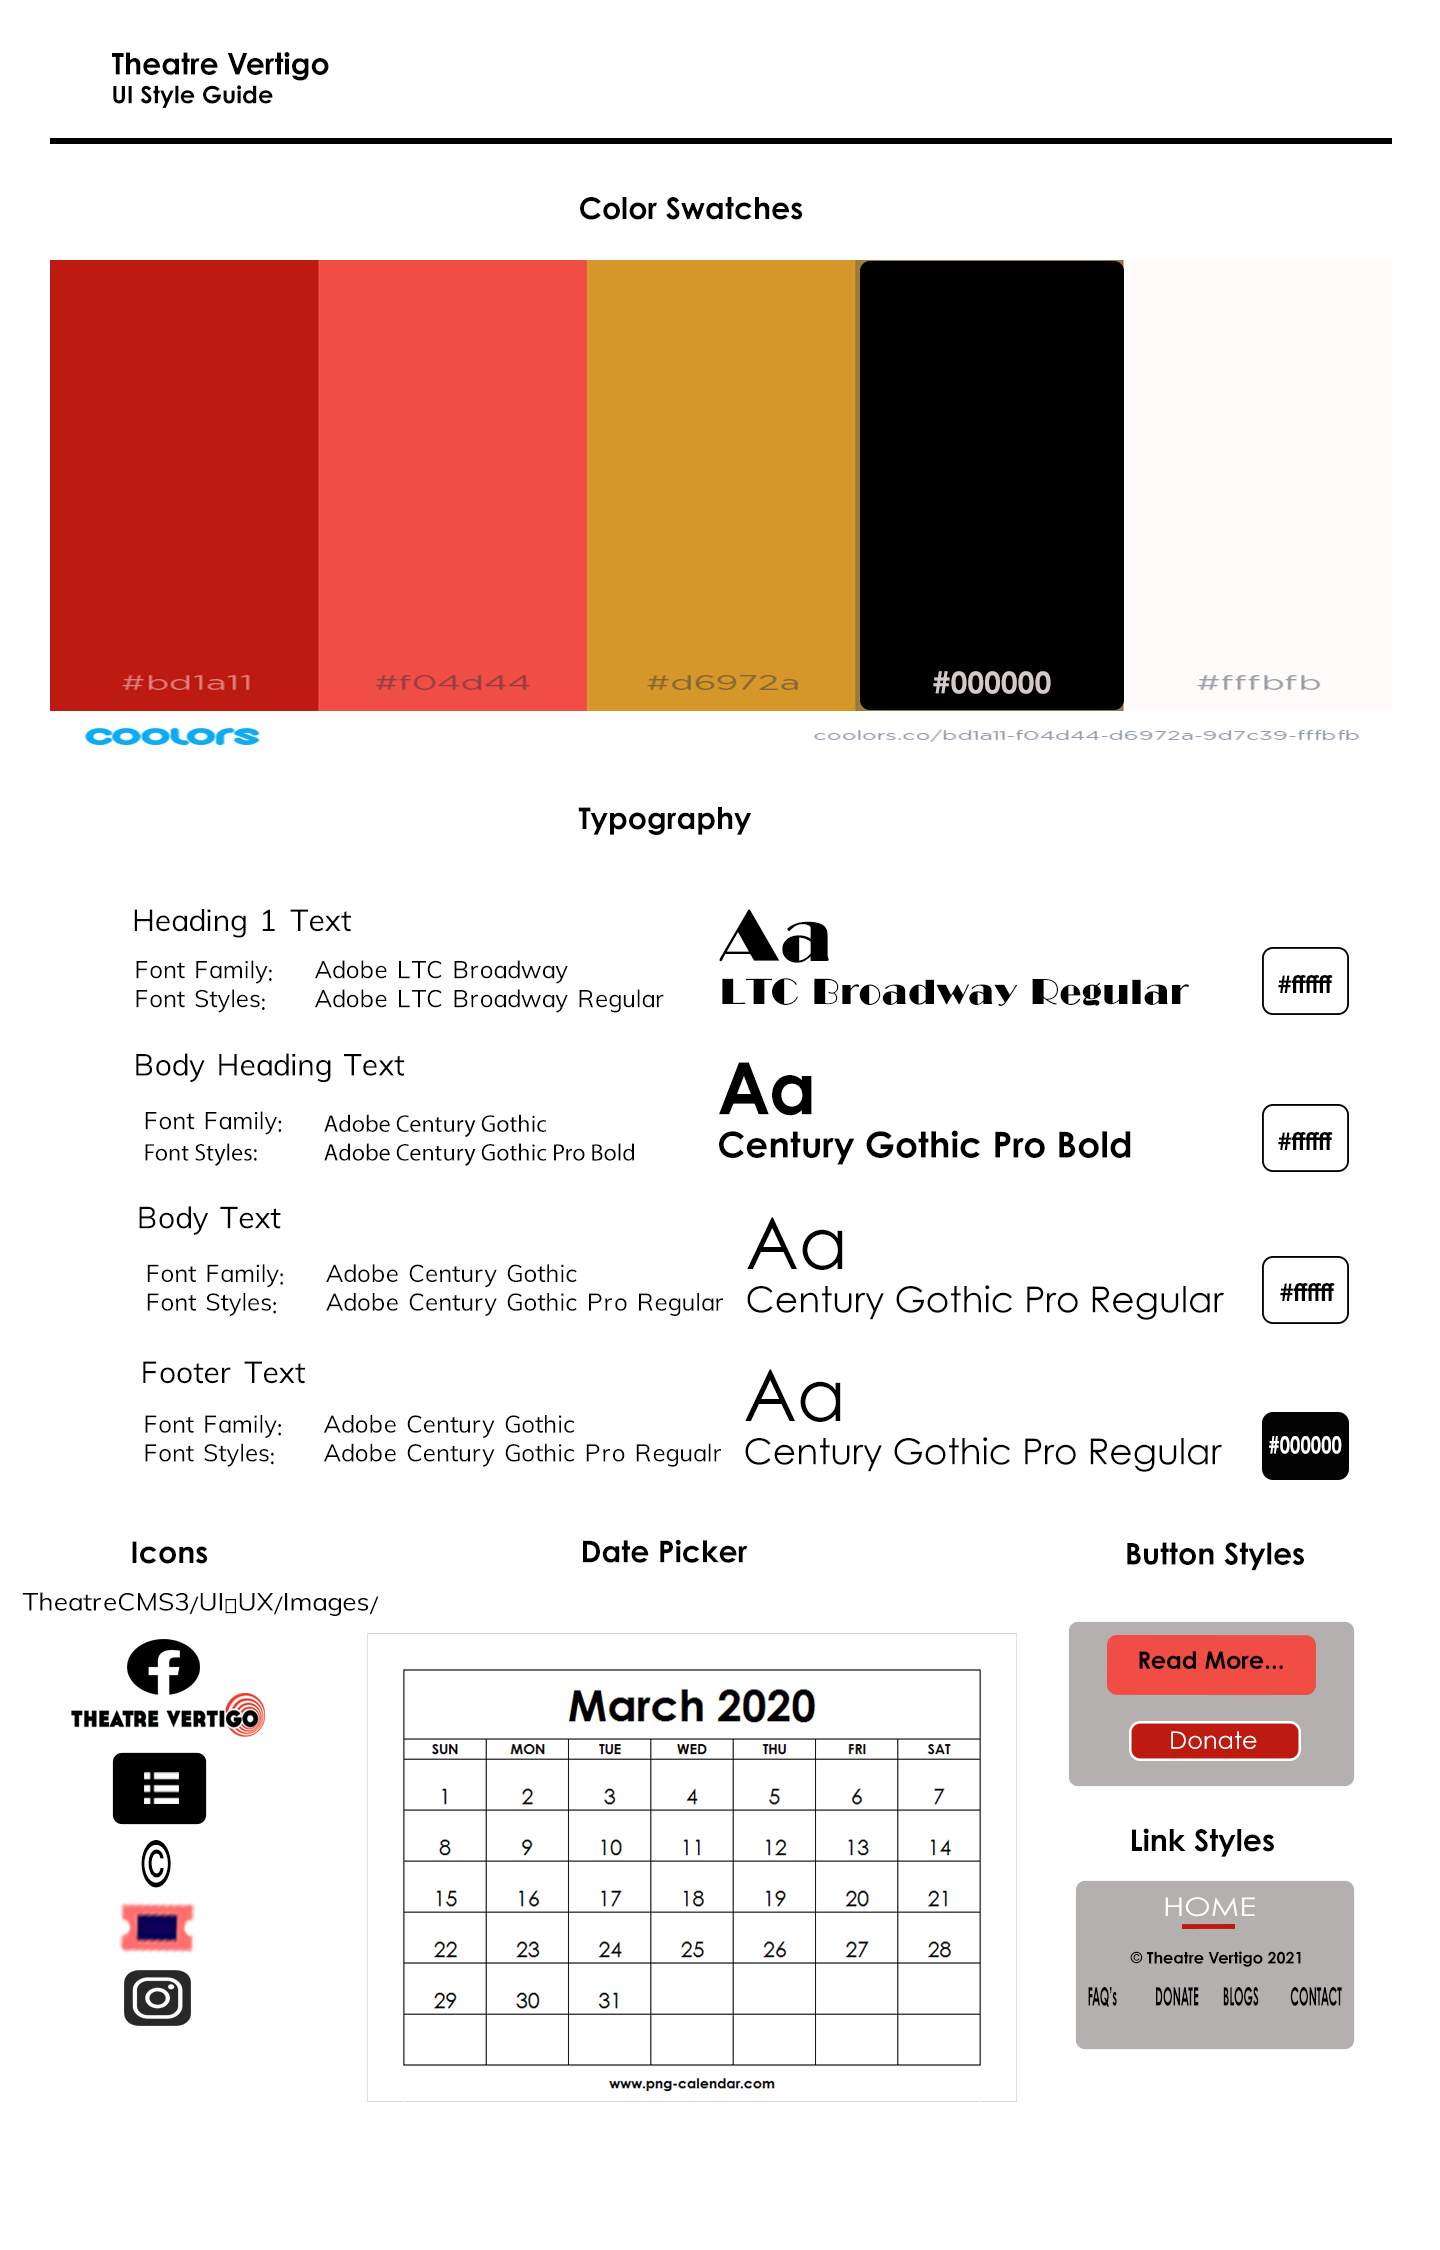 Theatre Vertigo
UI Style Guide
Color Swatches
#bd1a11 #f04d44 #d6972a #000000 #fffbfb
coolors coolors.co/bd1a11-f04d44-d6972a-9d7c39-fffbfb
Typography
Heading 1 Text
Font Family: Adobe LTC Broadway
Font Styles: Adobe LTC Broadway Regular
Aa
LTC Broadway Regular
#ffffff
Body Heading Text
Font Family: Adobe Century Gothic
Font Styles: Adobe Century Gothic Pro Bold
Aa
Century Gothic Pro Bold
#ffffff
Body Text
Font Family: Adobe Century Gothic
Font Styles: Adobe Century Gothic Pro Regular
Aa
Century Gothic Pro Regular
#ffffff
Footer Text
Font Family: Adobe Century Gothic
Font Styles: Adobe Century Gothic Pro Regualr
Aa
Century Gothic Pro Regular
#000000
Icons
TheatreCMS3/UI▯UX/Images/
THEATRE VERTIGO
©
Date Picker
March 2020
SUN MON TUE WED THU FRI SAT
1 2 3 4 5 6 7
8 9 10 11 12 13 14
15 16 17 18 19 20 21
22 23 24 25 26 27 28
29 30 31
www.png-calendar.com
Button Styles
Read More...
Donate
Link Styles
HOME
© Theatre Vertigo 2021
FAQ's DONATE BLOGS CONTACT